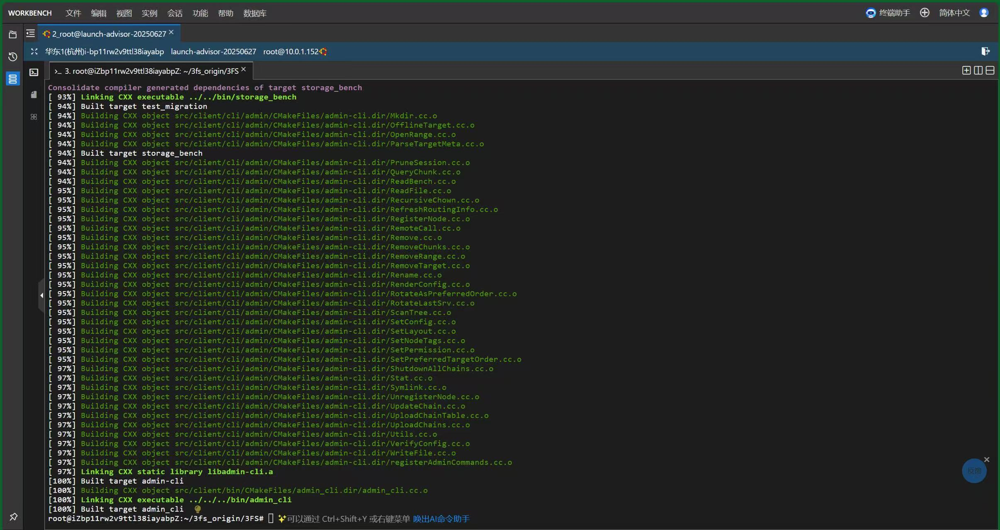 WORKBENCH 文件 编辑 视图 实例 会话 功能 帮助 数据库 终端助手 简体中文
2_root@launch-advisor-20250627
华东1(杭州)i-bp11rw2v9ttl38iayabp launch-advisor-20250627 root@10.0.1.152
>_ 3. root@iZbp11rw2v9ttl38iayabpZ: ~/3fs_origin/3FS
Consolidate compiler generated dependencies of target storage_bench
[ 93%] Linking CXX executable ../../bin/storage_bench
[ 94%] Built target test_migration
[ 94%] Building CXX object src/client/cli/admin/CMakeFiles/admin-cli.dir/Mkdir.cc.o
[ 94%] Building CXX object src/client/cli/admin/CMakeFiles/admin-cli.dir/OfflineTarget.cc.o
[ 94%] Building CXX object src/client/cli/admin/CMakeFiles/admin-cli.dir/OpenRange.cc.o
[ 94%] Building CXX object src/client/cli/admin/CMakeFiles/admin-cli.dir/ParseTargetMeta.cc.o
[ 94%] Built target storage_bench
[ 94%] Building CXX object src/client/cli/admin/CMakeFiles/admin-cli.dir/PruneSession.cc.o
[ 94%] Building CXX object src/client/cli/admin/CMakeFiles/admin-cli.dir/QueryChunk.cc.o
[ 94%] Building CXX object src/client/cli/admin/CMakeFiles/admin-cli.dir/ReadBench.cc.o
[ 95%] Building CXX object src/client/cli/admin/CMakeFiles/admin-cli.dir/ReadFile.cc.o
[ 95%] Building CXX object src/client/cli/admin/CMakeFiles/admin-cli.dir/RecursiveChown.cc.o
[ 95%] Building CXX object src/client/cli/admin/CMakeFiles/admin-cli.dir/RefreshRoutingInfo.cc.o
[ 95%] Building CXX object src/client/cli/admin/CMakeFiles/admin-cli.dir/RegisterNode.cc.o
[ 95%] Building CXX object src/client/cli/admin/CMakeFiles/admin-cli.dir/RemoteCall.cc.o
[ 95%] Building CXX object src/client/cli/admin/CMakeFiles/admin-cli.dir/Remove.cc.o
[ 95%] Building CXX object src/client/cli/admin/CMakeFiles/admin-cli.dir/RemoveChunks.cc.o
[ 95%] Building CXX object src/client/cli/admin/CMakeFiles/admin-cli.dir/RemoveRange.cc.o
[ 95%] Building CXX object src/client/cli/admin/CMakeFiles/admin-cli.dir/RemoveTarget.cc.o
[ 95%] Building CXX object src/client/cli/admin/CMakeFiles/admin-cli.dir/Rename.cc.o
[ 95%] Building CXX object src/client/cli/admin/CMakeFiles/admin-cli.dir/RenderConfig.cc.o
[ 95%] Building CXX object src/client/cli/admin/CMakeFiles/admin-cli.dir/RotateAsPreferredOrder.cc.o
[ 95%] Building CXX object src/client/cli/admin/CMakeFiles/admin-cli.dir/RotateLastSrv.cc.o
[ 95%] Building CXX object src/client/cli/admin/CMakeFiles/admin-cli.dir/ScanTree.cc.o
[ 95%] Building CXX object src/client/cli/admin/CMakeFiles/admin-cli.dir/SetConfig.cc.o
[ 95%] Building CXX object src/client/cli/admin/CMakeFiles/admin-cli.dir/SetLayout.cc.o
[ 95%] Building CXX object src/client/cli/admin/CMakeFiles/admin-cli.dir/SetNodeTags.cc.o
[ 95%] Building CXX object src/client/cli/admin/CMakeFiles/admin-cli.dir/SetPermission.cc.o
[ 95%] Building CXX object src/client/cli/admin/CMakeFiles/admin-cli.dir/SetPreferredTargetOrder.cc.o
[ 97%] Building CXX object src/client/cli/admin/CMakeFiles/admin-cli.dir/ShutdownAllChains.cc.o
[ 97%] Building CXX object src/client/cli/admin/CMakeFiles/admin-cli.dir/Stat.cc.o
[ 97%] Building CXX object src/client/cli/admin/CMakeFiles/admin-cli.dir/Symlink.cc.o
[ 97%] Building CXX object src/client/cli/admin/CMakeFiles/admin-cli.dir/UnregisterNode.cc.o
[ 97%] Building CXX object src/client/cli/admin/CMakeFiles/admin-cli.dir/UpdateChain.cc.o
[ 97%] Building CXX object src/client/cli/admin/CMakeFiles/admin-cli.dir/UploadChainTable.cc.o
[ 97%] Building CXX object src/client/cli/admin/CMakeFiles/admin-cli.dir/UploadChains.cc.o
[ 97%] Building CXX object src/client/cli/admin/CMakeFiles/admin-cli.dir/Utils.cc.o
[ 97%] Building CXX object src/client/cli/admin/CMakeFiles/admin-cli.dir/VerifyConfig.cc.o
[ 97%] Building CXX object src/client/cli/admin/CMakeFiles/admin-cli.dir/WriteFile.cc.o
[ 97%] Building CXX object src/client/cli/admin/CMakeFiles/admin-cli.dir/registerAdminCommands.cc.o
[ 97%] Linking CXX static library libadmin-cli.a
反馈
[100%] Built target admin-cli
[100%] Building CXX object src/client/bin/CMakeFiles/admin_cli.dir/admin_cli.cc.o
[100%] Linking CXX executable ../../../bin/admin_cli
[100%] Built target admin_cli
root@iZbp11rw2v9ttl38iayabpZ:~/3fs_origin/3FS# ✨可以通过 Ctrl+Shift+Y 或右键菜单 唤出AI命令助手